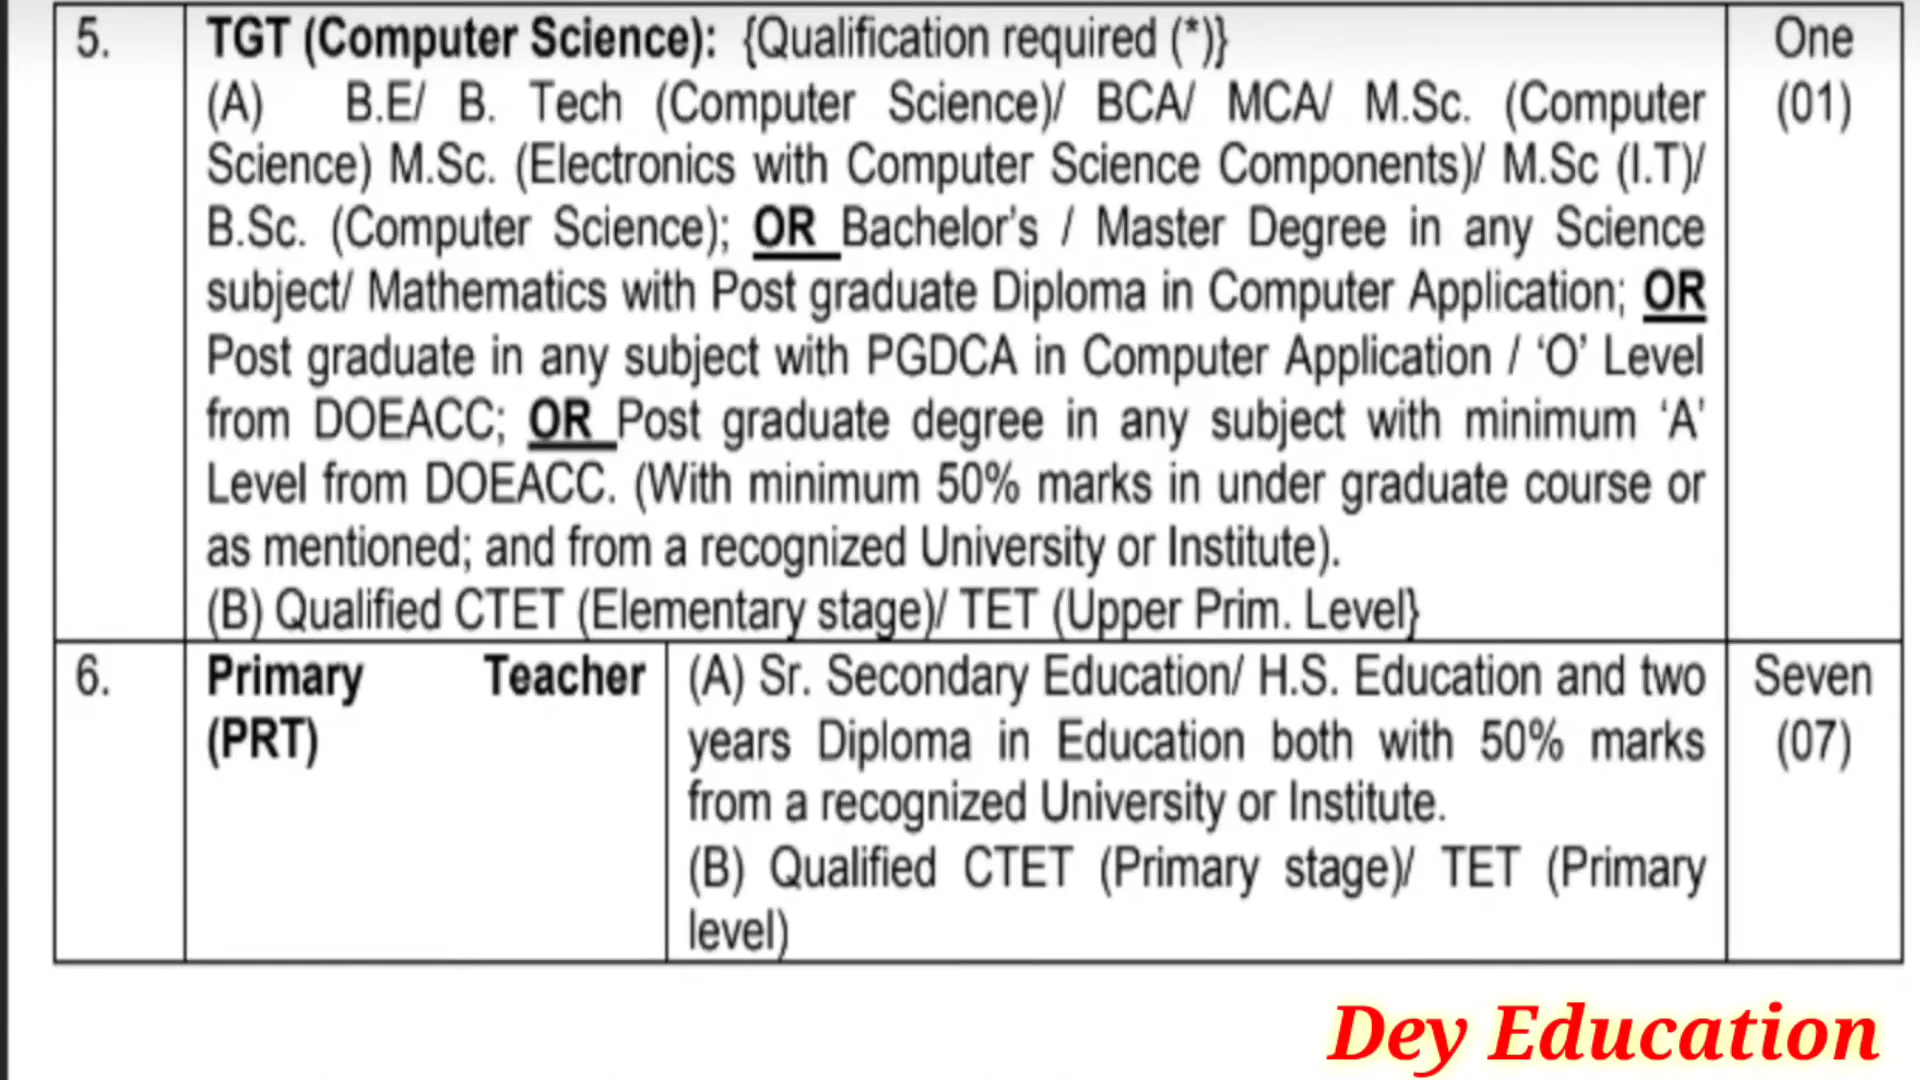 5.
TGT (Computer Science): {Qualification required (*)}
(A) B.E/ B. Tech (Computer Science)/ BCA/ MCA/ M.Sc. (Computer
Science) M.Sc. (Electronics with Computer Science Components)/ M.Sc (I.T)/
B.Sc. (Computer Science); OR Bachelor's / Master Degree in any Science
subject/ Mathematics with Post graduate Diploma in Computer Application; OR
Post graduate in any subject with PGDCA in Computer Application / 'O' Level
from DOEACC; OR Post graduate degree in any subject with minimum 'A'
Level from DOEACC. (With minimum 50% marks in under graduate course or
as mentioned; and from a recognized University or Institute).
(B) Qualified CTET (Elementary stage)/ TET (Upper Prim. Level}
One
(01)
6.
Primary Teacher
(PRT)
(A) Sr. Secondary Education/ H.S. Education and two
years Diploma in Education both with 50% marks
from a recognized University or Institute.
(B) Qualified CTET (Primary stage)/ TET (Primary
level)
Seven
(07)
Dey Education